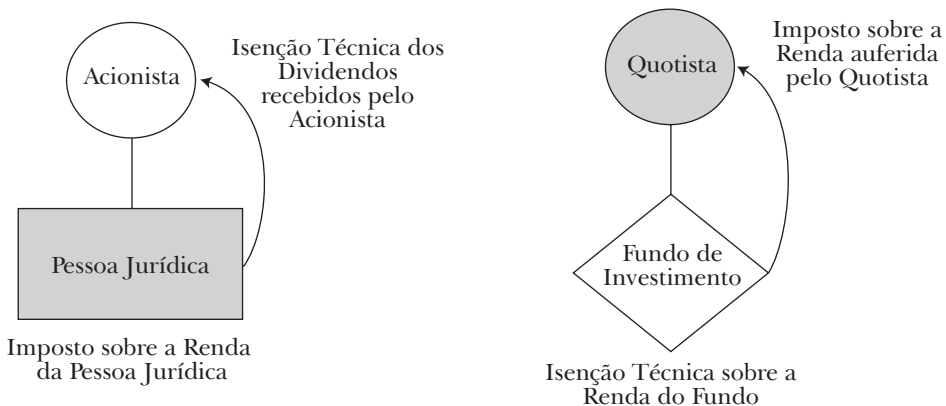 Acionista
Isenção Técnica dos
Dividendos
recebidos pelo
Acionista
Pessoa Jurídica
Imposto sobre a Renda
da Pessoa Jurídica
Quotista
Imposto sobre a
Renda auferida
pelo Quotista
Fundo de
Investimento
Isenção Técnica sobre a
Renda do Fundo